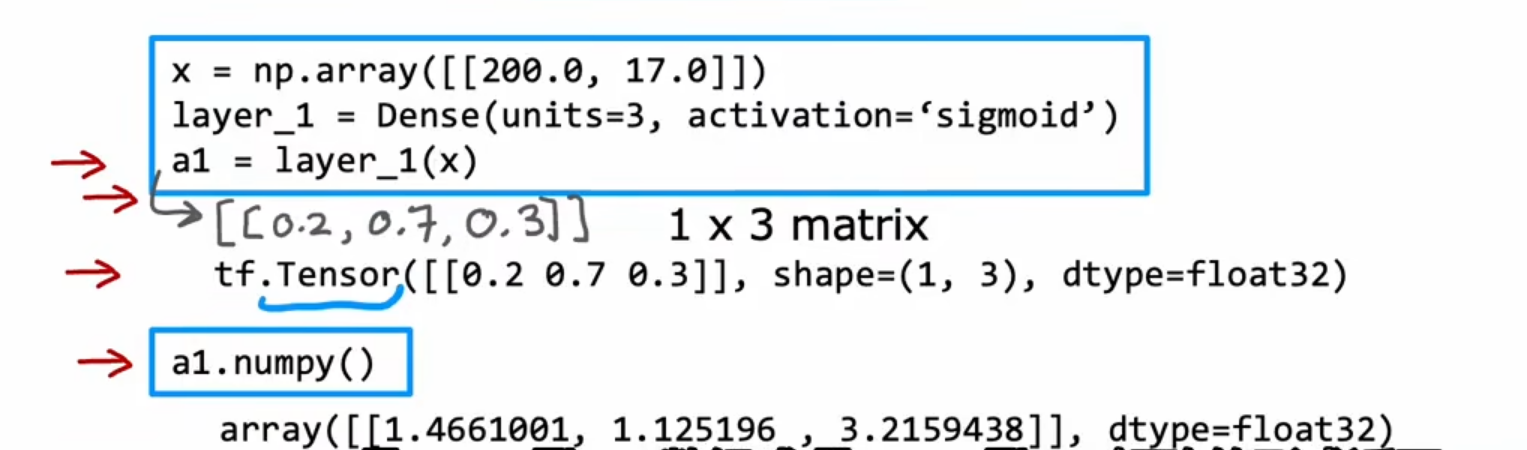 x = np.array([[200.0, 17.0]])
layer_1 = Dense(units=3, activation=‘sigmoid’)
a1 = layer_1(x)
[[0.2, 0.7, 0.3]] 1 x 3 matrix
tf.Tensor([[0.2 0.7 0.3]], shape=(1, 3), dtype=float32)
a1.numpy()
array([[1.4661001, 1.125196 , 3.2159438]], dtype=float32)